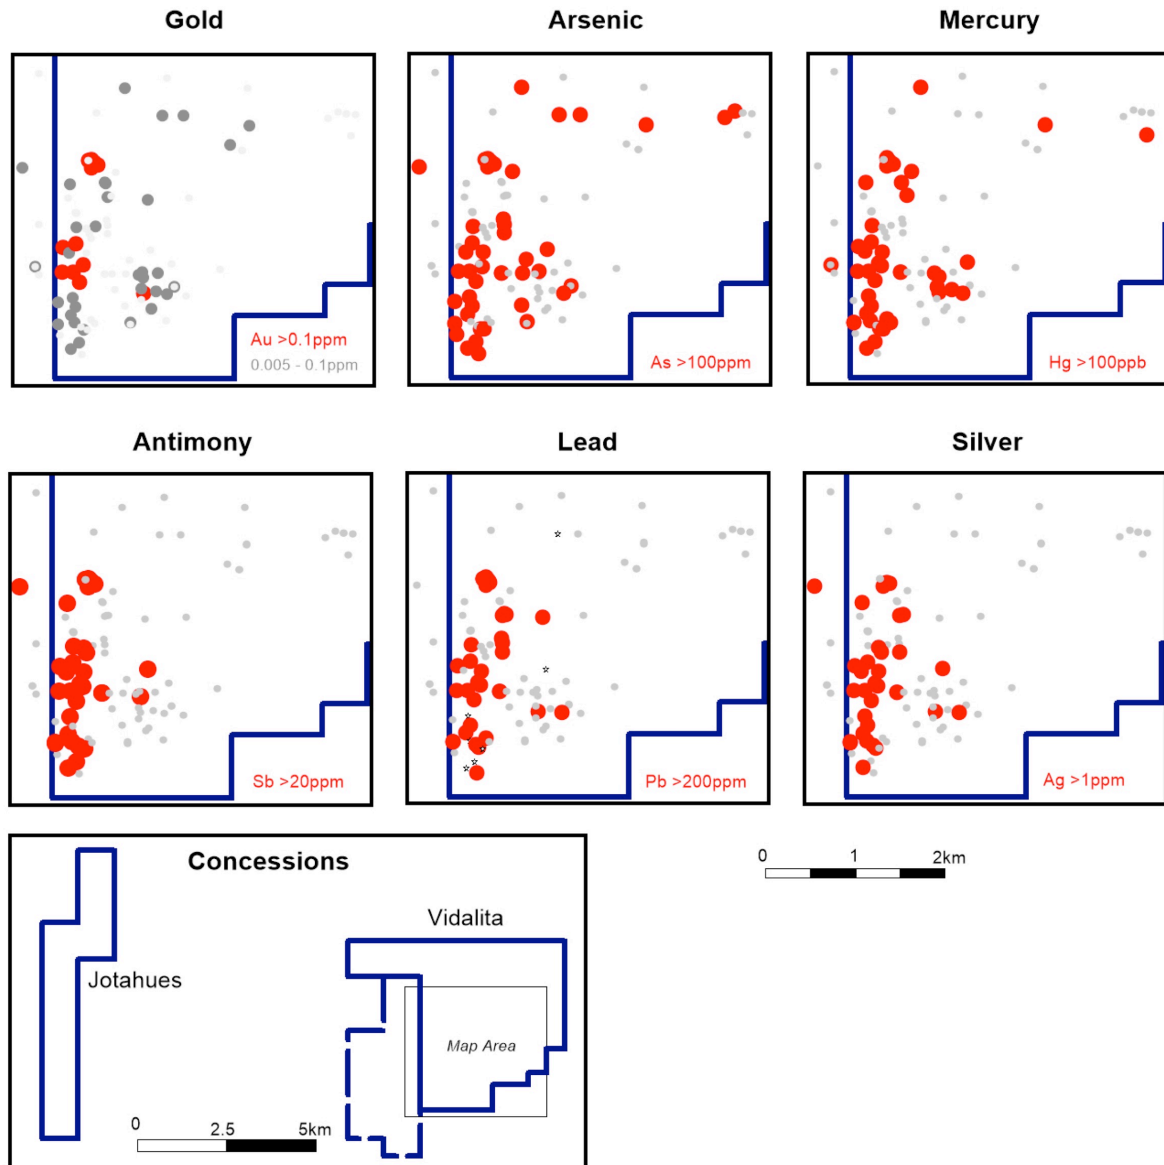 Gold
Arsenic
Mercury
Au >0.1ppm
0.005 - 0.1ppm
As >100ppm
Hg >100ppb
Antimony
Lead
Silver
Sb >20ppm
Pb >200ppm
Ag >1ppm
Concessions
Jotahues
Vidalita
Map Area
0 2.5 5km
0 1 2km